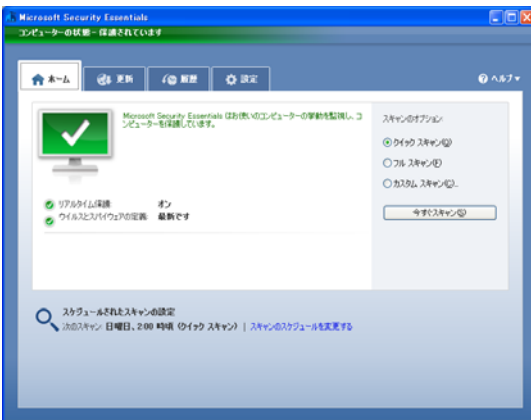 Microsoft Security Essentials
コンピューターの状態 - 保護されています
ホーム
更新
履歴
設定
ヘルプ
Microsoft Security Essentials はお使いのコンピューターの挙動を監視し、コ
ンピューターを保護しています。
リアルタイム保護: オン
ウイルスとスパイウェアの定義: 最新です
スキャンのオプション:
クイック スキャン(Q)
フル スキャン(F)
カスタム スキャン(C)...
今すぐスキャン(S)
スケジュールされたスキャンの設定
次のスキャン: 日曜日、2:00 時頃 (クイック スキャン) | スキャンのスケジュールを変更する